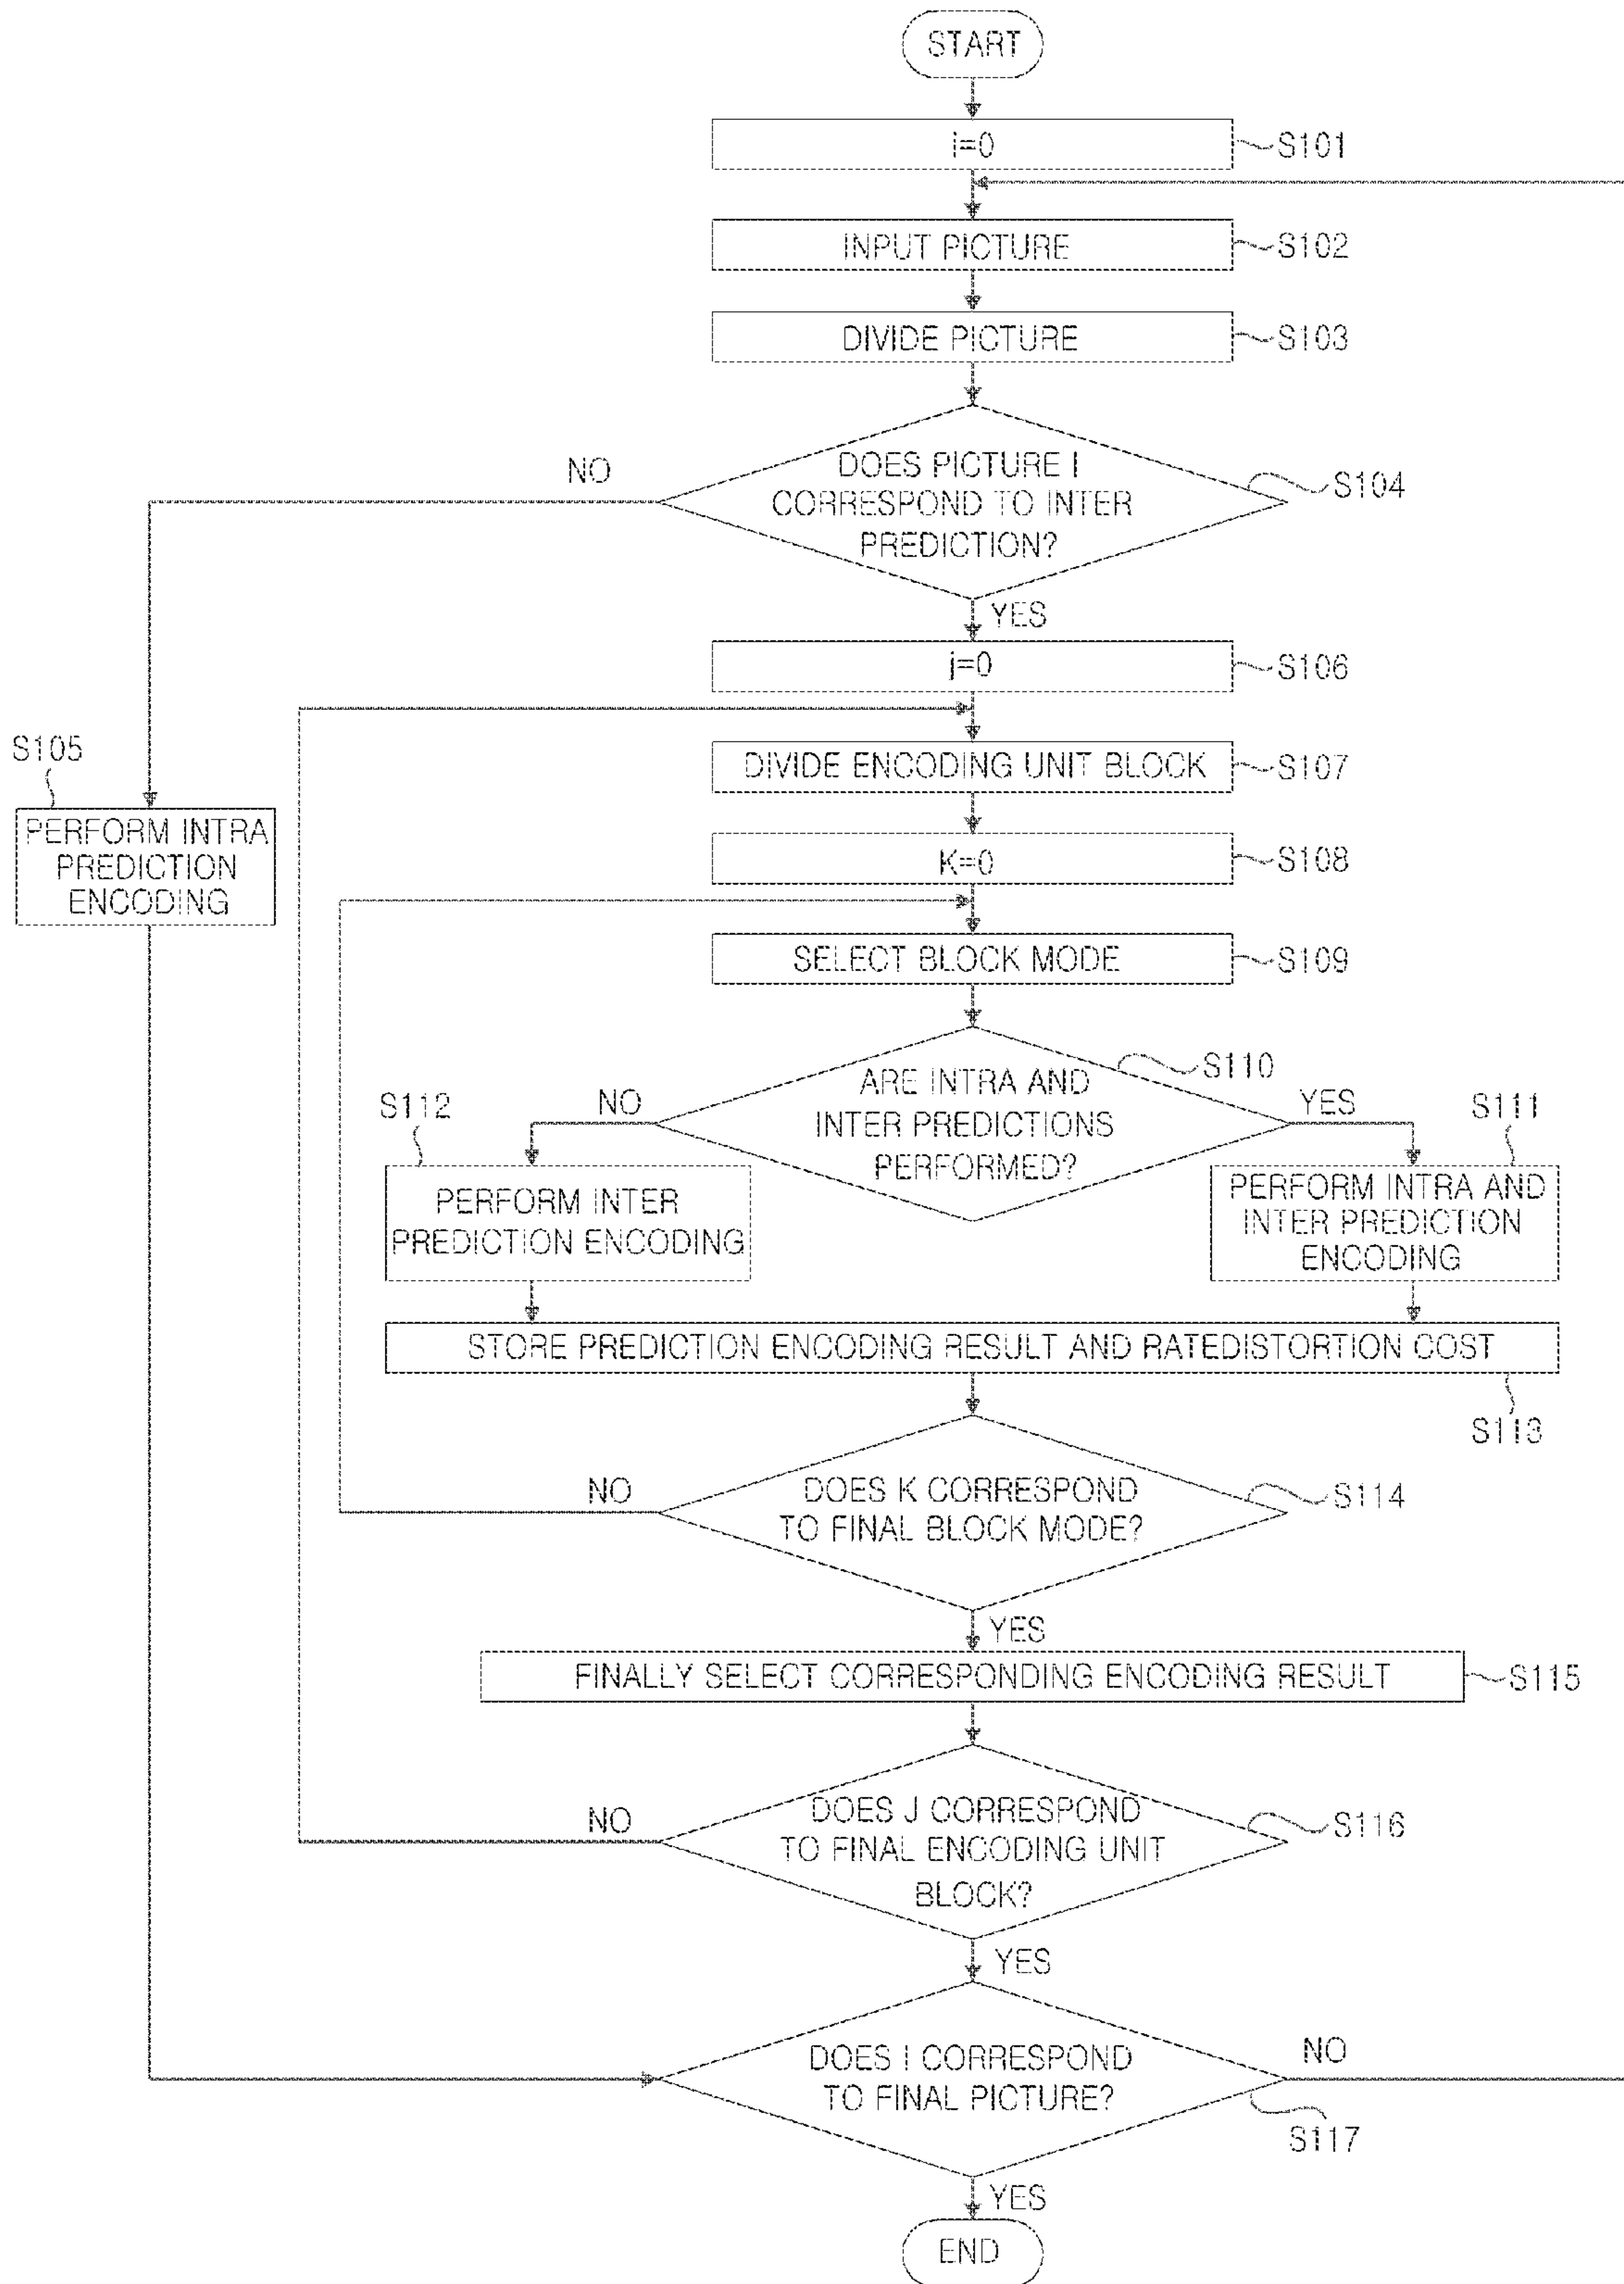 START
i=0
S101
INPUT PICTURE
S102
DIVIDE PICTURE
S103
DOES PICTURE I
CORRESPOND TO INTER
PREDICTION?
S104
NO
YES
j=0
S106
S105
PERFORM INTRA
PREDICTION
ENCODING
DIVIDE ENCODING UNIT BLOCK
S107
K=0
S108
SELECT BLOCK MODE
S109
ARE INTRA AND
INTER PREDICTIONS
PERFORMED?
S110
NO
YES
S112
S111
PERFORM INTER
PREDICTION ENCODING
PERFORM INTRA AND
INTER PREDICTION
ENCODING
STORE PREDICTION ENCODING RESULT AND RATEDISTORTION COST
S113
DOES K CORRESPOND
TO FINAL BLOCK MODE?
S114
NO
YES
FINALLY SELECT CORRESPONDING ENCODING RESULT
S115
DOES J CORRESPOND
TO FINAL ENCODING UNIT
BLOCK?
S116
NO
YES
DOES I CORRESPOND
TO FINAL PICTURE?
NO
S117
YES
END